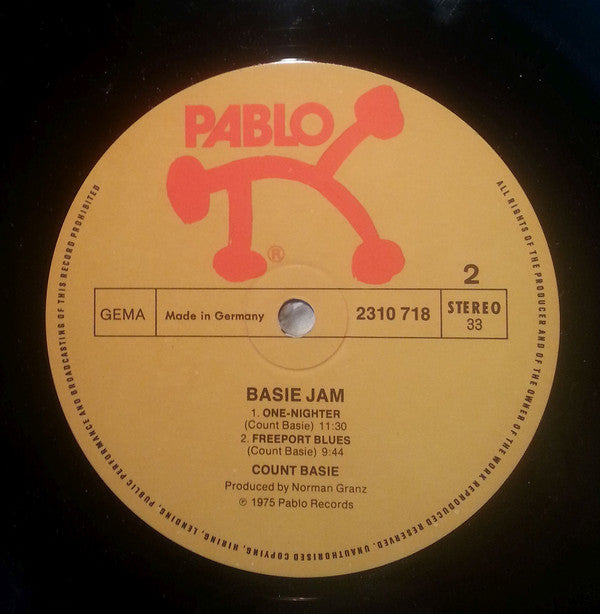 PABLO
®
2
GEMA Made in Germany 2310 718 STEREO
33
BASIE JAM
1. ONE-NIGHTER
(Count Basie) 11:30
2. FREEPORT BLUES
(Count Basie) 9:44
COUNT BASIE
Produced by Norman Granz
℗ 1975 Pablo Records
ALL RIGHTS OF THE PRODUCER AND OF THE OWNER OF THE WORK REPRODUCED RESERVED. UNAUTHORISED COPYING, HIRING, LENDING, PUBLIC PERFORMANCE AND BROADCASTING OF THIS RECORD PROHIBITED